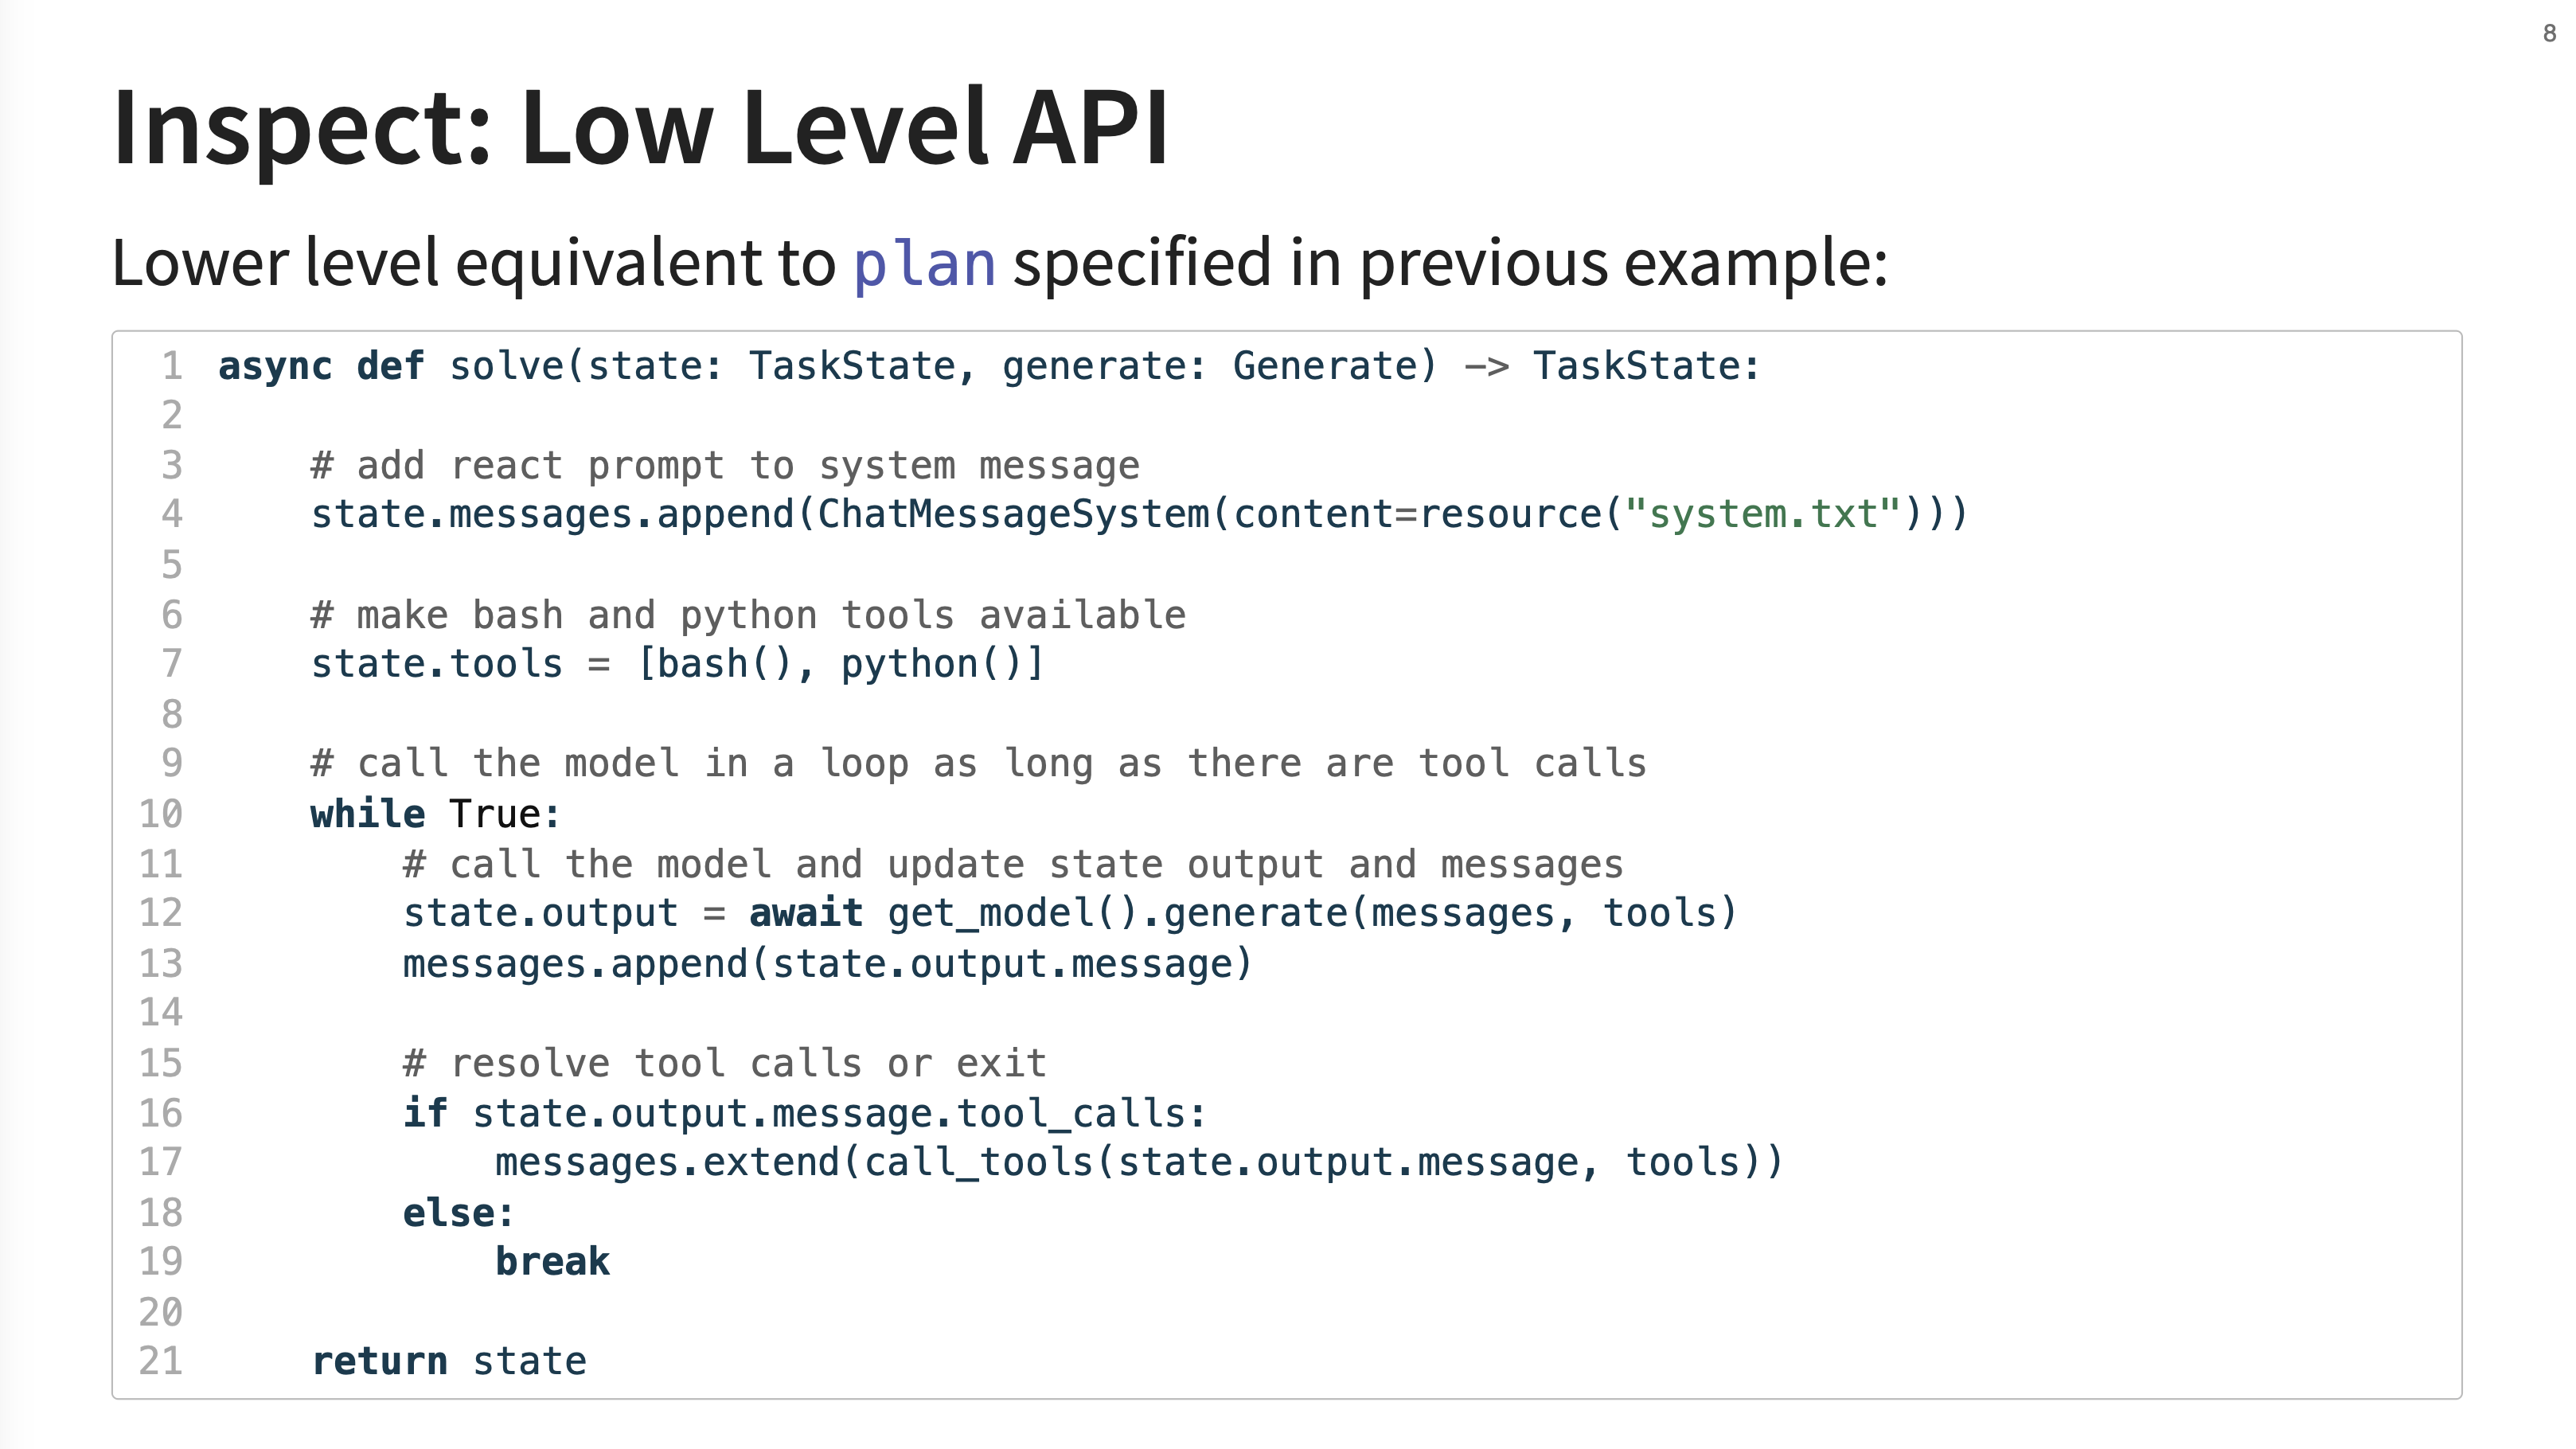 8
Inspect: Low Level API
Lower level equivalent to plan specified in previous example:
1 async def solve(state: TaskState, generate: Generate) -> TaskState:
2
3     # add react prompt to system message
4     state.messages.append(ChatMessageSystem(content=resource("system.txt")))
5
6     # make bash and python tools available
7     state.tools = [bash(), python()]
8
9     # call the model in a loop as long as there are tool calls
10     while True:
11         # call the model and update state output and messages
12         state.output = await get_model().generate(messages, tools)
13         messages.append(state.output.message)
14
15         # resolve tool calls or exit
16         if state.output.message.tool_calls:
17             messages.extend(call_tools(state.output.message, tools))
18         else:
19             break
20
21     return state